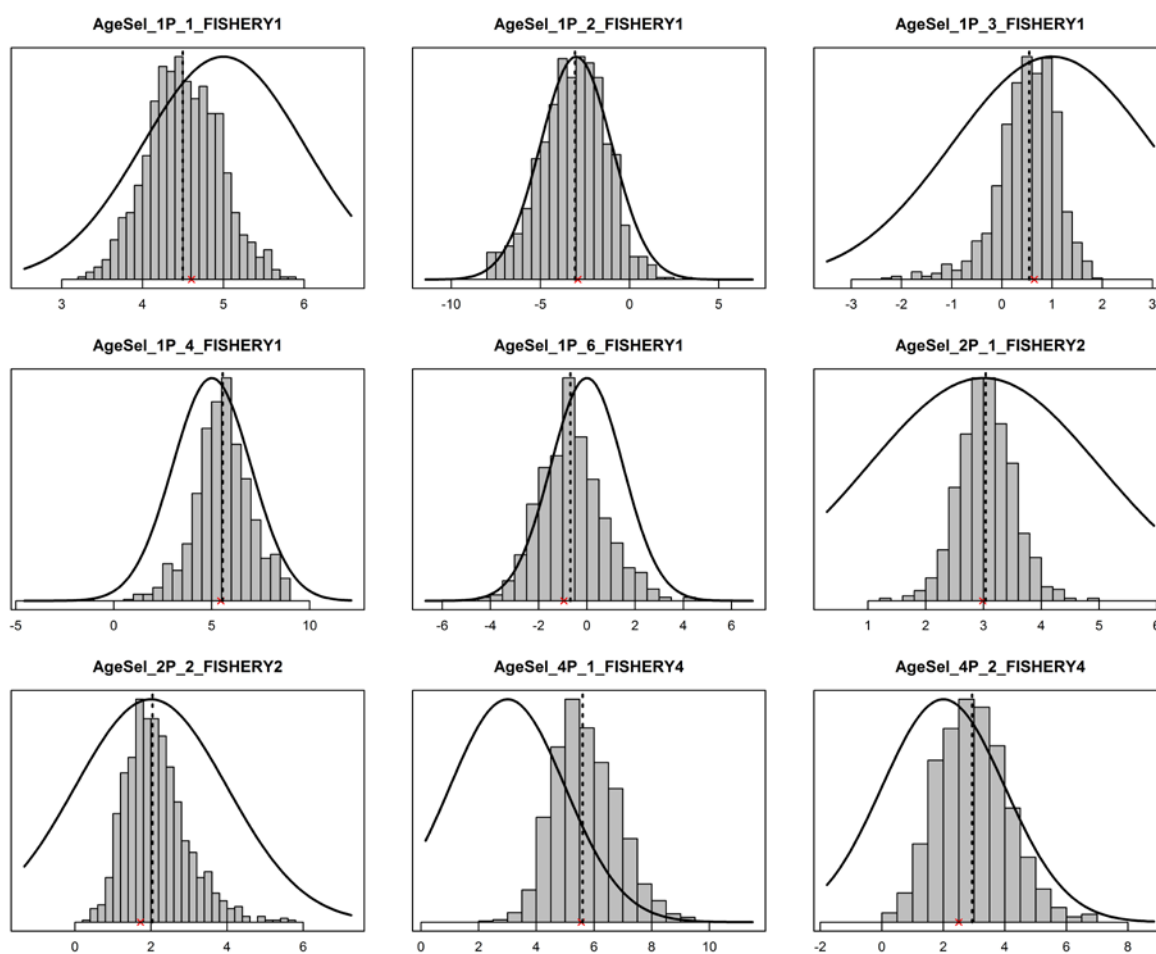 AgeSel_1P_1_FISHERY1 AgeSel_1P_2_FISHERY1 AgeSel_1P_3_FISHERY1
3 4 5 6 -10 -5 0 5 -3 -2 -1 0 1 2 3
AgeSel_1P_4_FISHERY1 AgeSel_1P_6_FISHERY1 AgeSel_2P_1_FISHERY2
-5 0 5 10 -6 -4 -2 0 2 4 6 1 2 3 4 5 6
AgeSel_2P_2_FISHERY2 AgeSel_4P_1_FISHERY4 AgeSel_4P_2_FISHERY4
0 2 4 6 0 2 4 6 8 10 -2 0 2 4 6 8